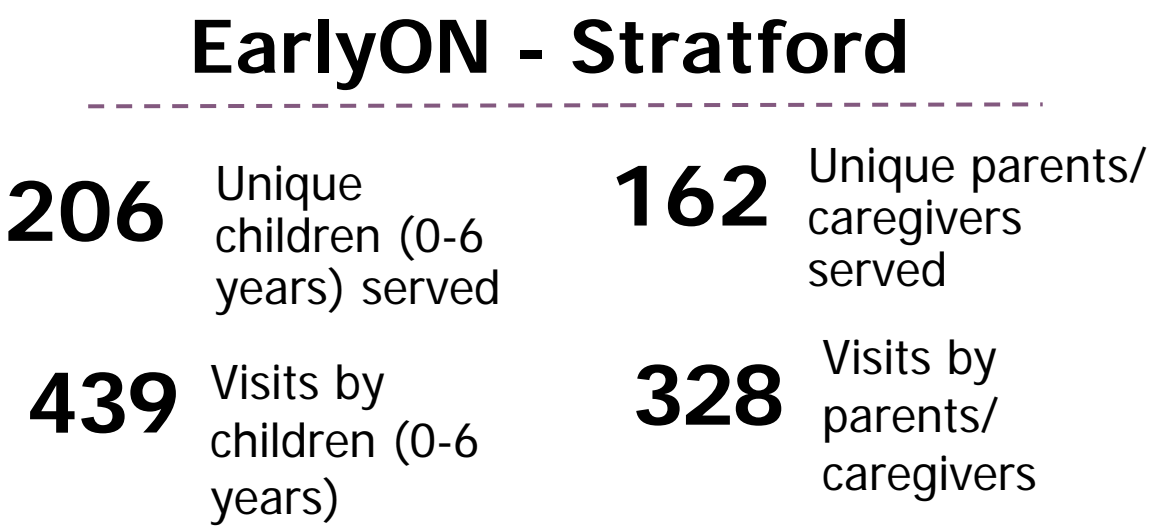 EarlyON - Stratford
206
Unique
children (0-6
years) served
162
Unique parents/
caregivers
served
439
Visits by
children (0-6
years)
328
Visits by
parents/
caregivers